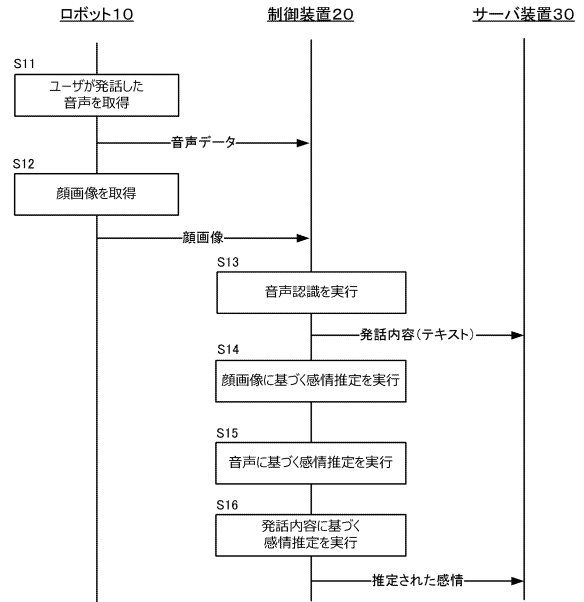 ロボット10
制御装置20
サーバ装置30
S11
ユーザが発話した
音声を取得
音声データ
S12
顔画像を取得
顔画像
S13
音声認識を実行
発話内容(テキスト)
S14
顔画像に基づく感情推定を実行
S15
音声に基づく感情推定を実行
S16
発話内容に基づく
感情推定を実行
推定された感情